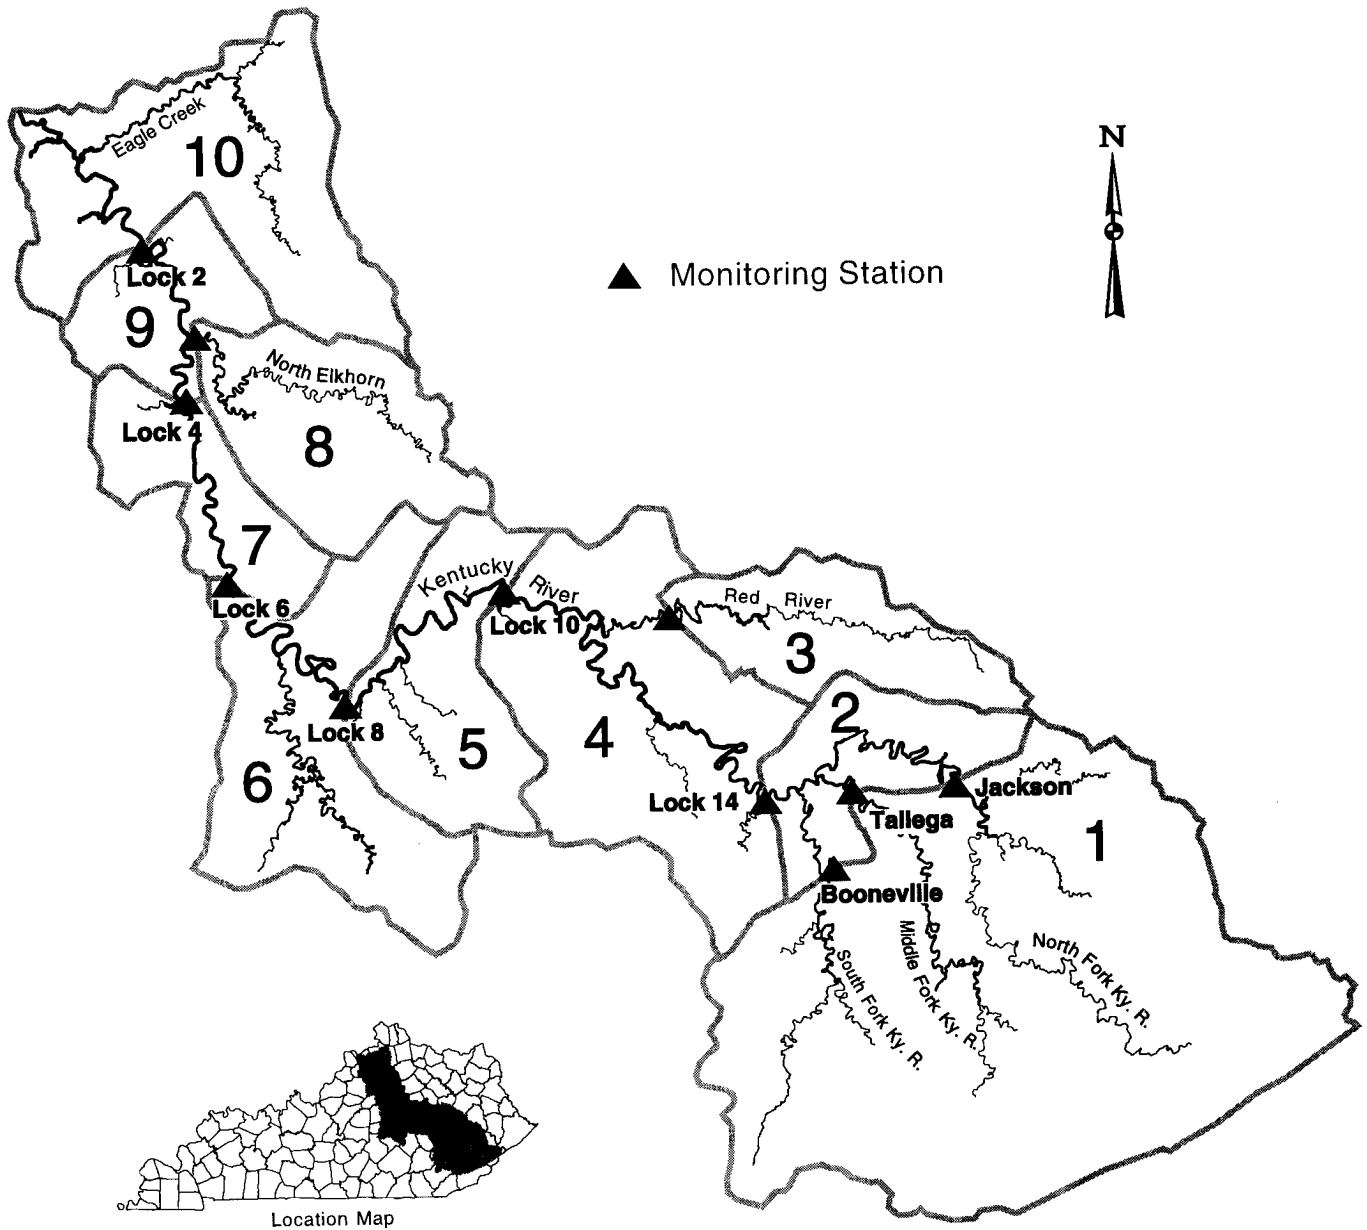 Eagle Creek
10
N
Monitoring Station
Lock 2
9
North Elkhorn
Lock 4
8
7
Kentucky
River
Lock 6
Lock 10
Red River
3
2
Lock 8
5
4
6
Lock 14
Jackson
Tallega
1
Booneville
North Fork Ky. R.
Middle Fork Ky. R.
South Fork Ky. R.
Location Map